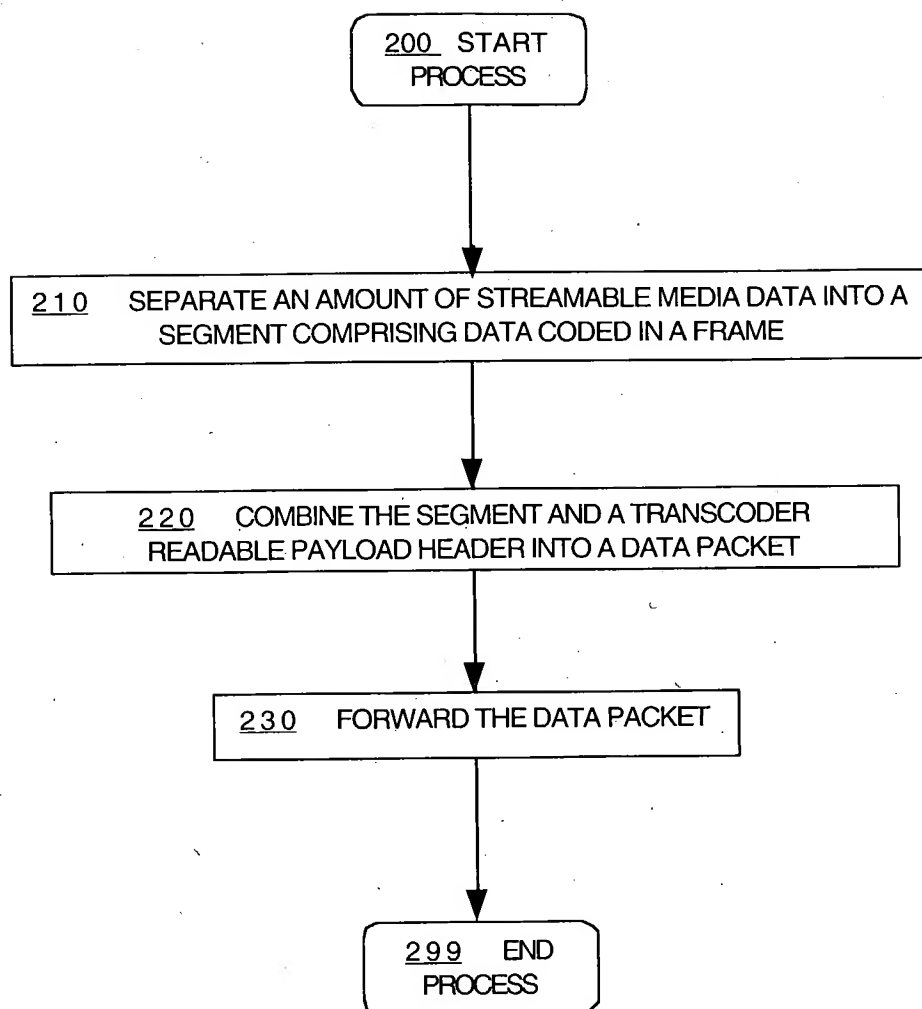 200 START
PROCESS
210 SEPARATE AN AMOUNT OF STREAMABLE MEDIA DATA INTO A
SEGMENT COMPRISING DATA CODED IN A FRAME
220 COMBINE THE SEGMENT AND A TRANSCODER
READABLE PAYLOAD HEADER INTO A DATA PACKET
230 FORWARD THE DATA PACKET
299 END
PROCESS